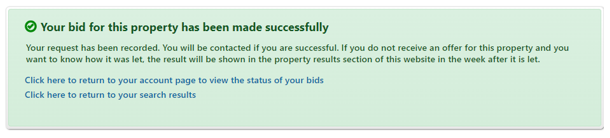 Your bid for this property has been made successfully
Your request has been recorded. You will be contacted if you are successful. If you do not receive an offer for this property and you
want to know how it was let, the result will be shown in the property results section of this website in the week after it is let.
Click here to return to your account page to view the status of your bids
Click here to return to your search results